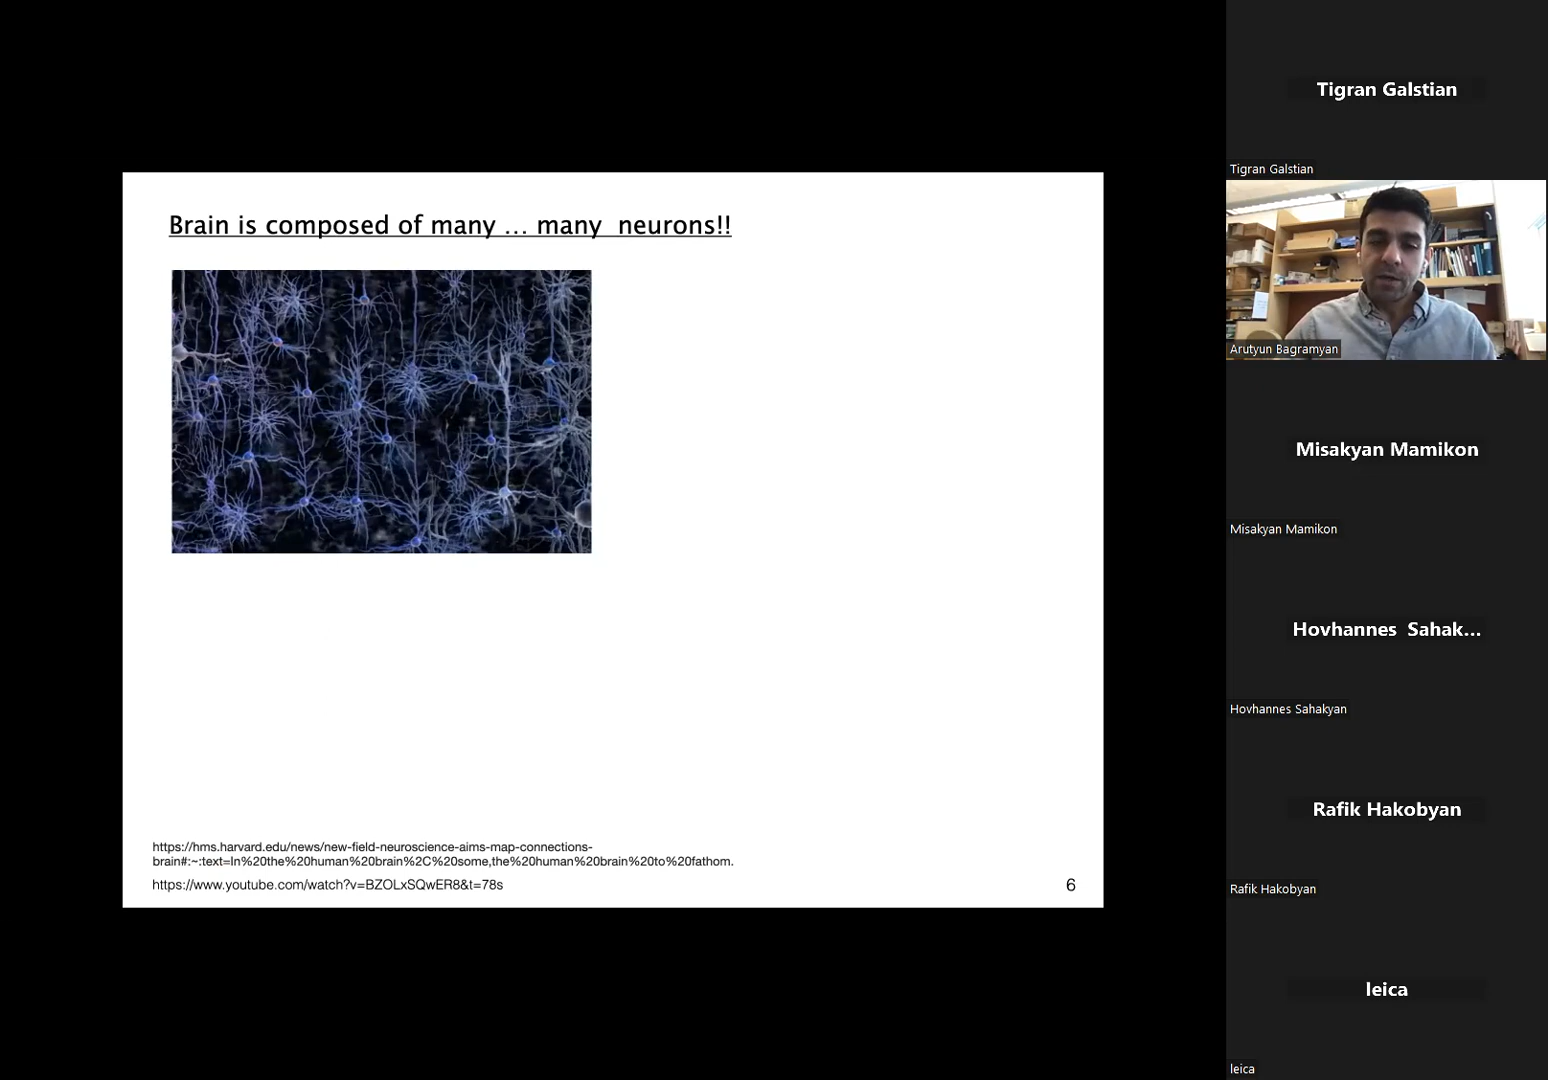 Brain is composed of many ... many  neurons!!
https://hms.harvard.edu/news/new-field-neuroscience-aims-map-connections-
brain#:~:text=In%20the%20human%20brain%2C%20some,the%20human%20brain%20to%20fathom.
https://www.youtube.com/watch?v=BZOLxSQwER8&t=78s
6
Tigran Galstian
Tigran Galstian
Arutyun Bagramyan
Misakyan Mamikon
Misakyan Mamikon
Hovhannes  Sahak...
Hovhannes Sahakyan
Rafik Hakobyan
Rafik Hakobyan
leica
leica